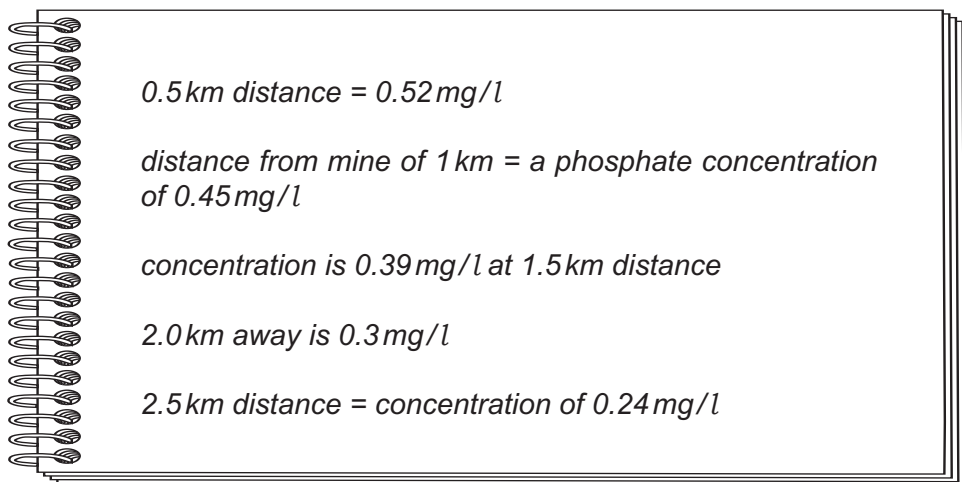 0.5 km distance = 0.52 mg/l
distance from mine of 1 km = a phosphate concentration
of 0.45 mg/l
concentration is 0.39 mg/l at 1.5 km distance
2.0 km away is 0.3 mg/l
2.5 km distance = concentration of 0.24 mg/l